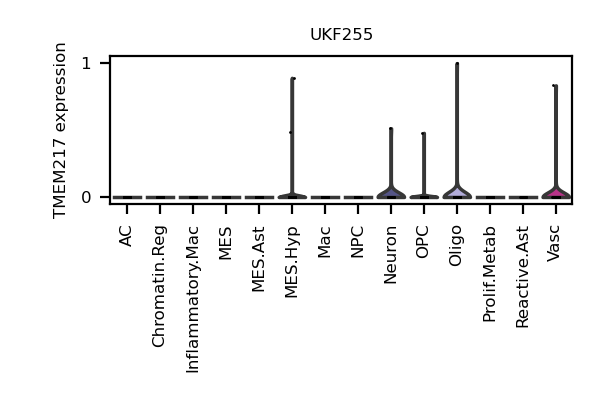 UKF255
TMEM217 expression
1
0
AC
Chromatin.Reg
Inflammatory.Mac
MES
MES.Ast
MES.Hyp
Mac
NPC
Neuron
OPC
Oligo
Prolif.Metab
Reactive.Ast
Vasc